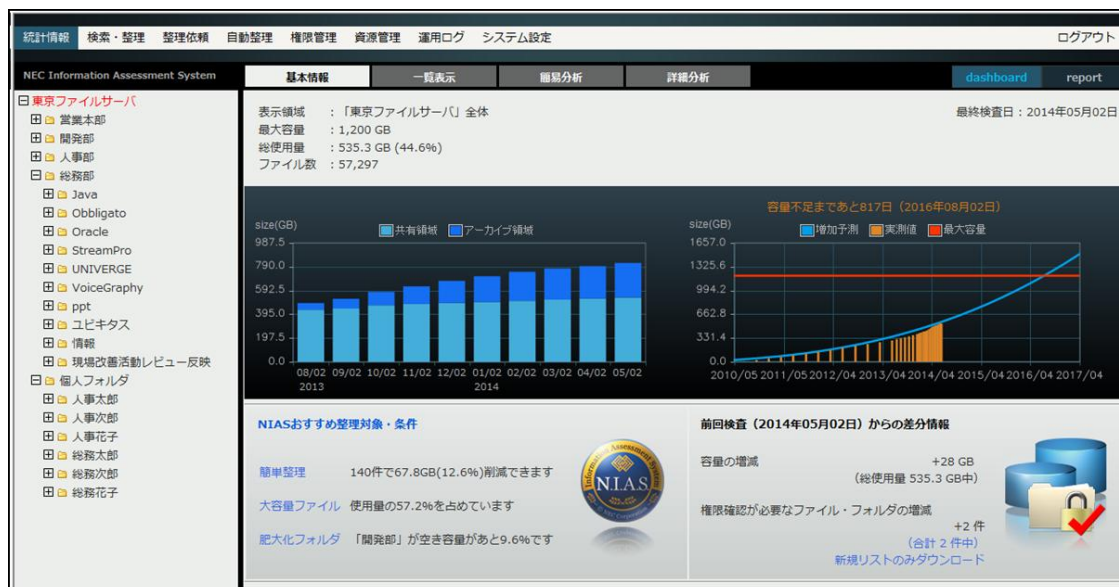 統計情報 検索・整理 整理依頼 自動整理 権限管理 資源管理 運用ログ システム設定 ログアウト
NEC Information Assessment System
基本情報 一覧表示 簡易分析 詳細分析 dashboard report
東京ファイルサーバ
営業本部
開発部
人事部
総務部
Java
Obbligato
Oracle
StreamPro
UNIVERGE
VoiceGraphy
ppt
ユビキタス
情報
現場改善活動レビュー反映
個人フォルダ
人事太郎
人事次郎
人事花子
総務太郎
総務次郎
総務花子
表示領域 : 「東京ファイルサーバ」全体
最終検査日:2014年05月02日
最大容量 : 1,200 GB
総使用量 : 535.3 GB (44.6%)
ファイル数 : 57,297
size(GB)
共有領域 アーカイブ領域
987.5
790.0
592.5
395.0
197.5
0.0
08/02 09/02 10/02 11/02 12/02 01/02 02/02 03/02 04/02 05/02
2013 2014
容量不足まであと817日(2016年08月02日)
size(GB)
増加予測 実測値 最大容量
1657.0
1325.6
994.2
662.8
331.4
0.0
2010/05 2011/05 2012/04 2013/04 2014/04 2015/04 2016/04 2017/04
NIASおすすめ整理対象・条件
簡単整理 140件で67.8GB(12.6%)削減できます
大容量ファイル 使用量の57.2%を占めています
肥大化フォルダ 「開発部」が空き容量があと9.6%です
Information Assessment System
N.I.A.S
前回検査(2014年05月02日)からの差分情報
容量の増減 +28 GB
(総使用量 535.3 GB中)
権限確認が必要なファイル・フォルダの増減
+2 件
(合計 2 件中)
新規リストのみダウンロード